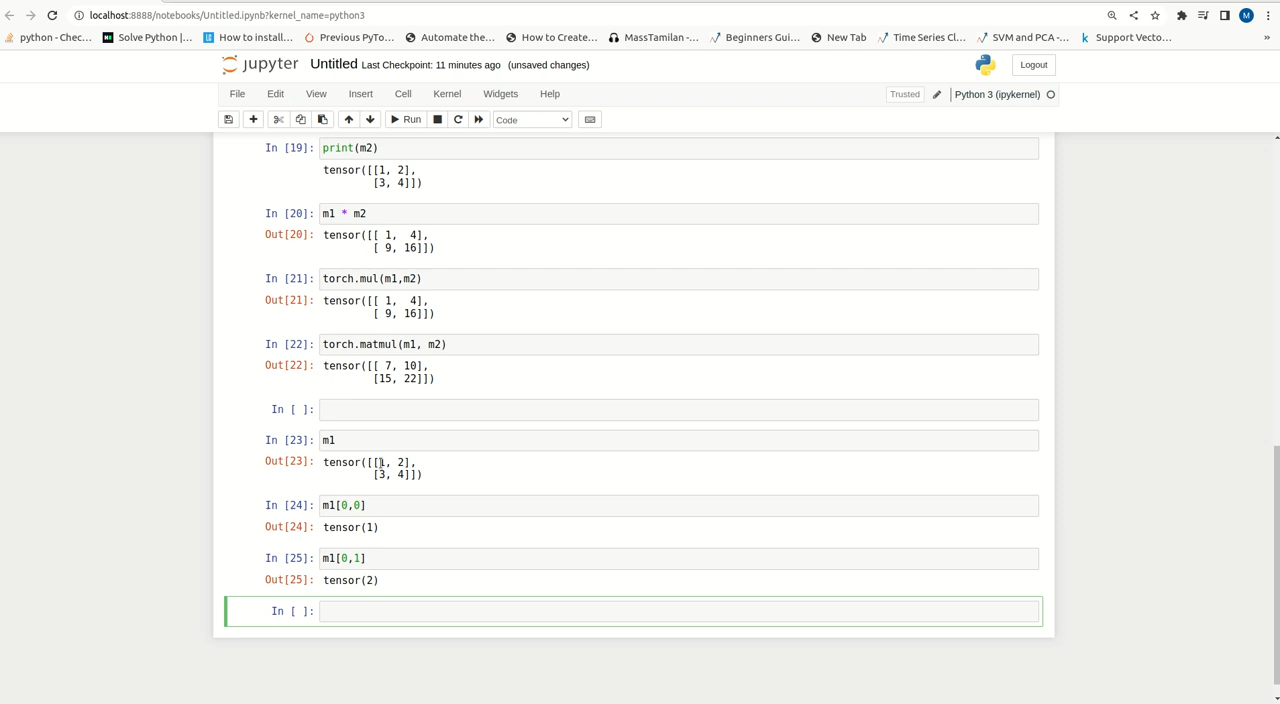 localhost:8888/notebooks/Untitled.ipynb?kernel_name=python3
M
python - Chec...
Solve Python |...
How to install...
Previous PyTo...
Automate the...
How to Create...
MassTamilan -...
Beginners Gui...
New Tab
Time Series Cl...
SVM and PCA -...
k Support Vecto...
»
jupyter Untitled Last Checkpoint: 11 minutes ago (unsaved changes)
Logout
File Edit View Insert Cell Kernel Widgets Help
Trusted
Python 3 (ipykernel)
Run
Code
In [19]: print(m2)
tensor([[1, 2],
[3, 4]])
In [20]: m1 * m2
Out[20]: tensor([[ 1,  4],
[ 9, 16]])
In [21]: torch.mul(m1,m2)
Out[21]: tensor([[ 1,  4],
[ 9, 16]])
In [22]: torch.matmul(m1, m2)
Out[22]: tensor([[ 7, 10],
[15, 22]])
In [ ]:
In [23]: m1
Out[23]: tensor([[1, 2],
[3, 4]])
In [24]: m1[0,0]
Out[24]: tensor(1)
In [25]: m1[0,1]
Out[25]: tensor(2)
In [ ]: